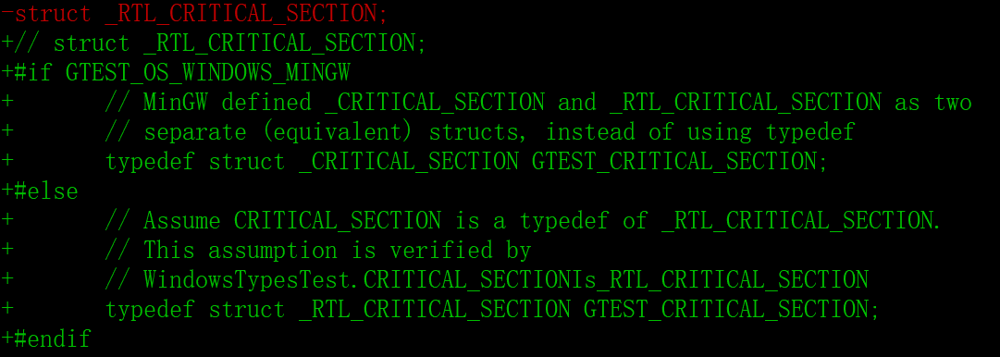 -struct _RTL_CRITICAL_SECTION;
+// struct _RTL_CRITICAL_SECTION;
+#if GTEST_OS_WINDOWS_MINGW
+       // MinGW defined _CRITICAL_SECTION and _RTL_CRITICAL_SECTION as two
+       // separate (equivalent) structs, instead of using typedef
+       typedef struct _CRITICAL_SECTION GTEST_CRITICAL_SECTION;
+#else
+       // Assume CRITICAL_SECTION is a typedef of _RTL_CRITICAL_SECTION.
+       // This assumption is verified by
+       // WindowsTypesTest.CRITICAL_SECTIONIs_RTL_CRITICAL_SECTION
+       typedef struct _RTL_CRITICAL_SECTION GTEST_CRITICAL_SECTION;
+#endif